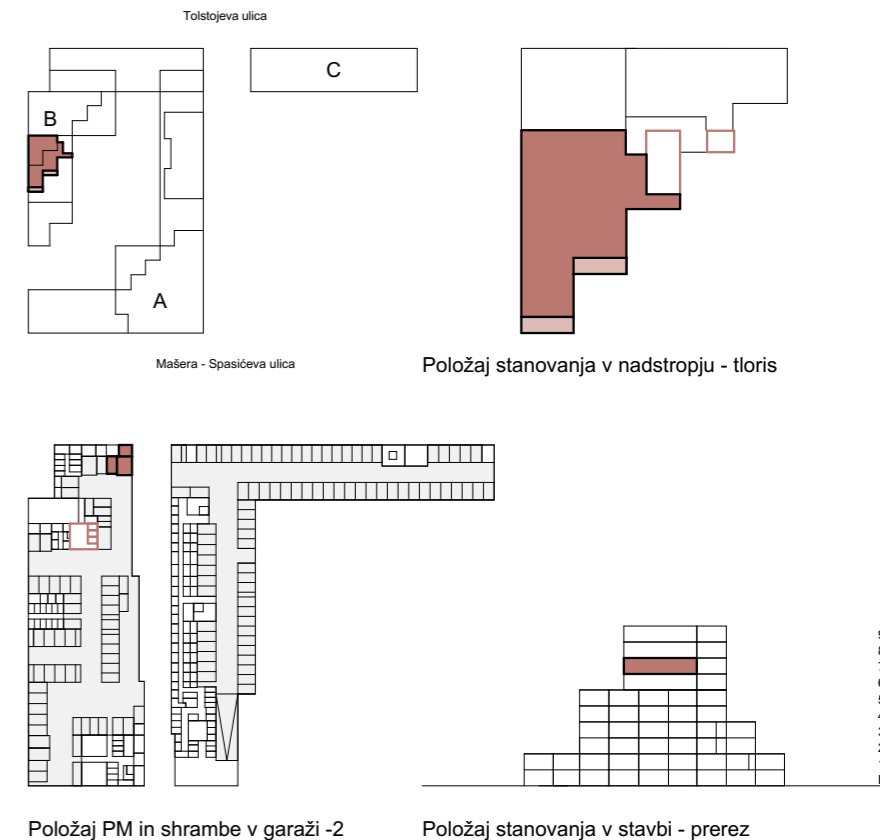 Tolstojeva ulica
C
B
A
Mašera - Spasićeva ulica
Položaj stanovanja v nadstropju - tloris
Položaj PM in shrambe v garaži -2
Položaj stanovanja v stavbi - prerez